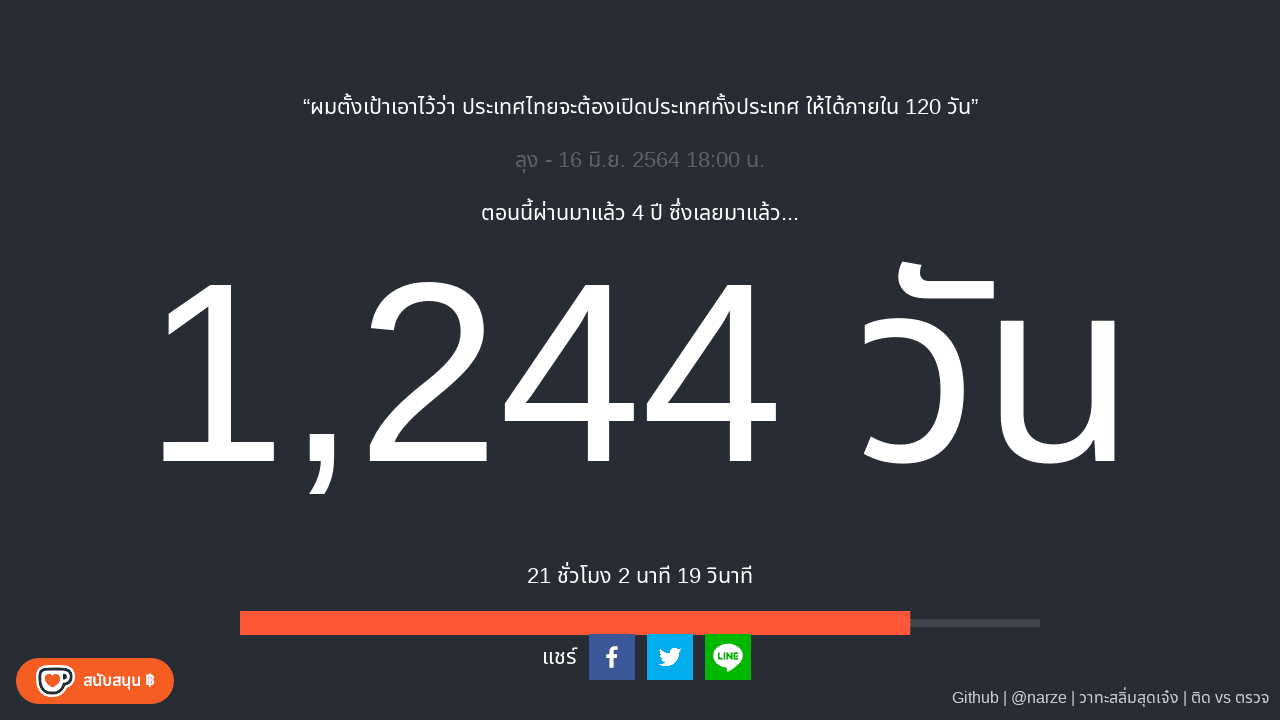 “ผมตั้งเป้าเอาไว้ว่า ประเทศไทยจะต้องเปิดประเทศทั้งประเทศ ให้ได้ภายใน 120 วัน”
ลุง - 16 มิ.ย. 2564 18:00 น.
ตอนนี้ผ่านมาแล้ว 4 ปี ซึ่งเลยมาแล้ว...
1,244 วัน
21 ชั่วโมง 2 นาที 19 วินาที
แชร์
LINE
สนับสนุน ฿
Github | @narze | วาทะสลิ่มสุดเจ๋ง | ติด vs ตรวจ